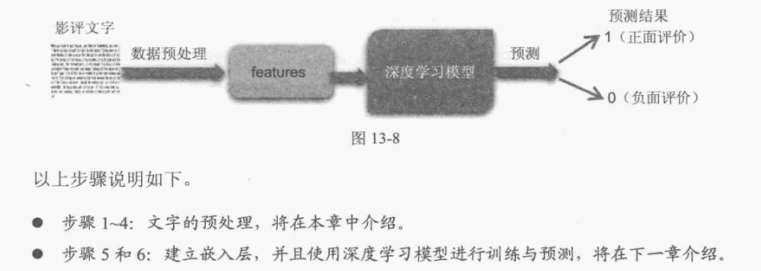 影评文字
数据预处理
features
深度学习模型
预测
预测结果
1（正面评价）
0（负面评价）
图 13-8
以上步骤说明如下。
● 步骤 1~4：文字的预处理，将在本章中介绍。
● 步骤 5 和 6：建立嵌入层，并且使用深度学习模型进行训练与预测，将在下一章介绍。